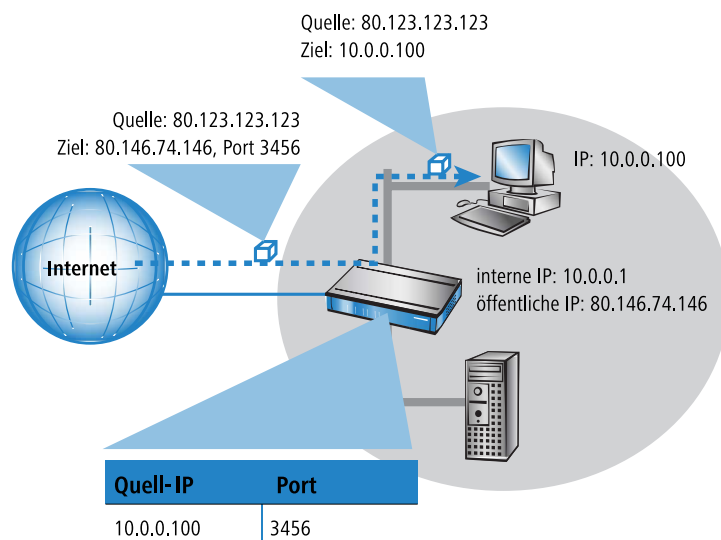 Quelle: 80.123.123.123
Ziel: 10.0.0.100
Quelle: 80.123.123.123
Ziel: 80.146.74.146, Port 3456
IP: 10.0.0.100
Internet
interne IP: 10.0.0.1
öffentliche IP: 80.146.74.146
Quell-IP Port
10.0.0.100 3456